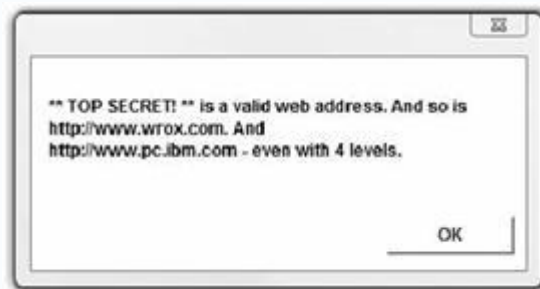 ** TOP SECRET! ** is a valid web address. And so is
http://www.wrox.com. And
http://www.pc.ibm.com - even with 4 levels.
OK